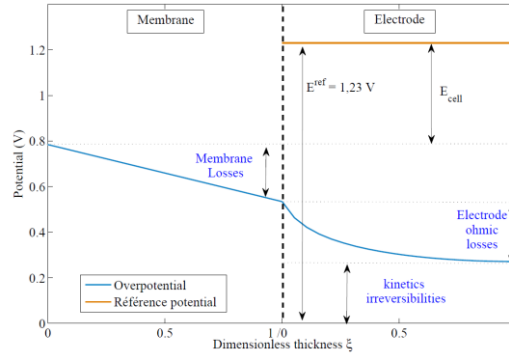 Membrane
Electrode
1.2
1
0.8
0.6
0.4
0.2
0
Potential (V)
E^ref = 1,23 V
E_cell
Membrane
Losses
Electrode
ohmic
losses
kinetics
irreversibilities
Overpotential
Référence potential
0
0.5
1 /0
0.5
Dimensionless thickness ξ